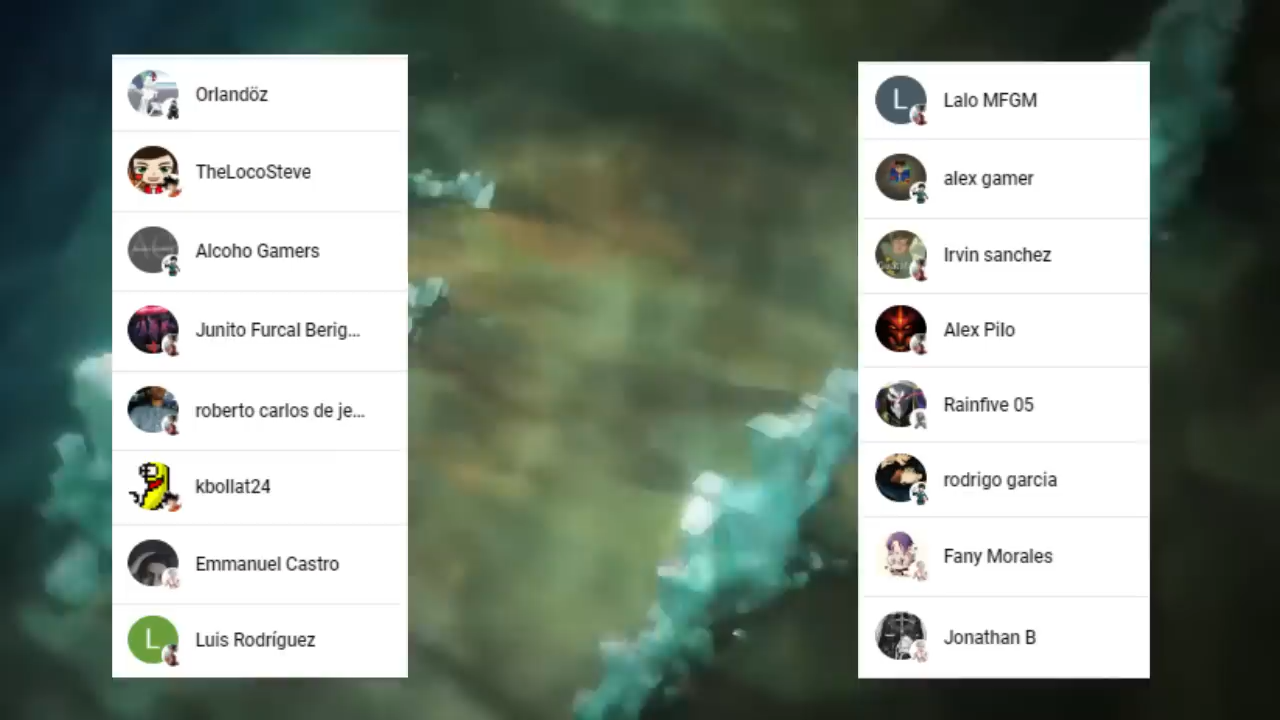 Orlandöz
TheLocoSteve
Alcoho Gamers
Junito Furcal Berig...
roberto carlos de je...
kbollat24
Emmanuel Castro
L
Luis Rodríguez
L
Lalo MFGM
alex gamer
Irvin sanchez
Alex Pilo
Rainfive 05
rodrigo garcia
Fany Morales
Jonathan B